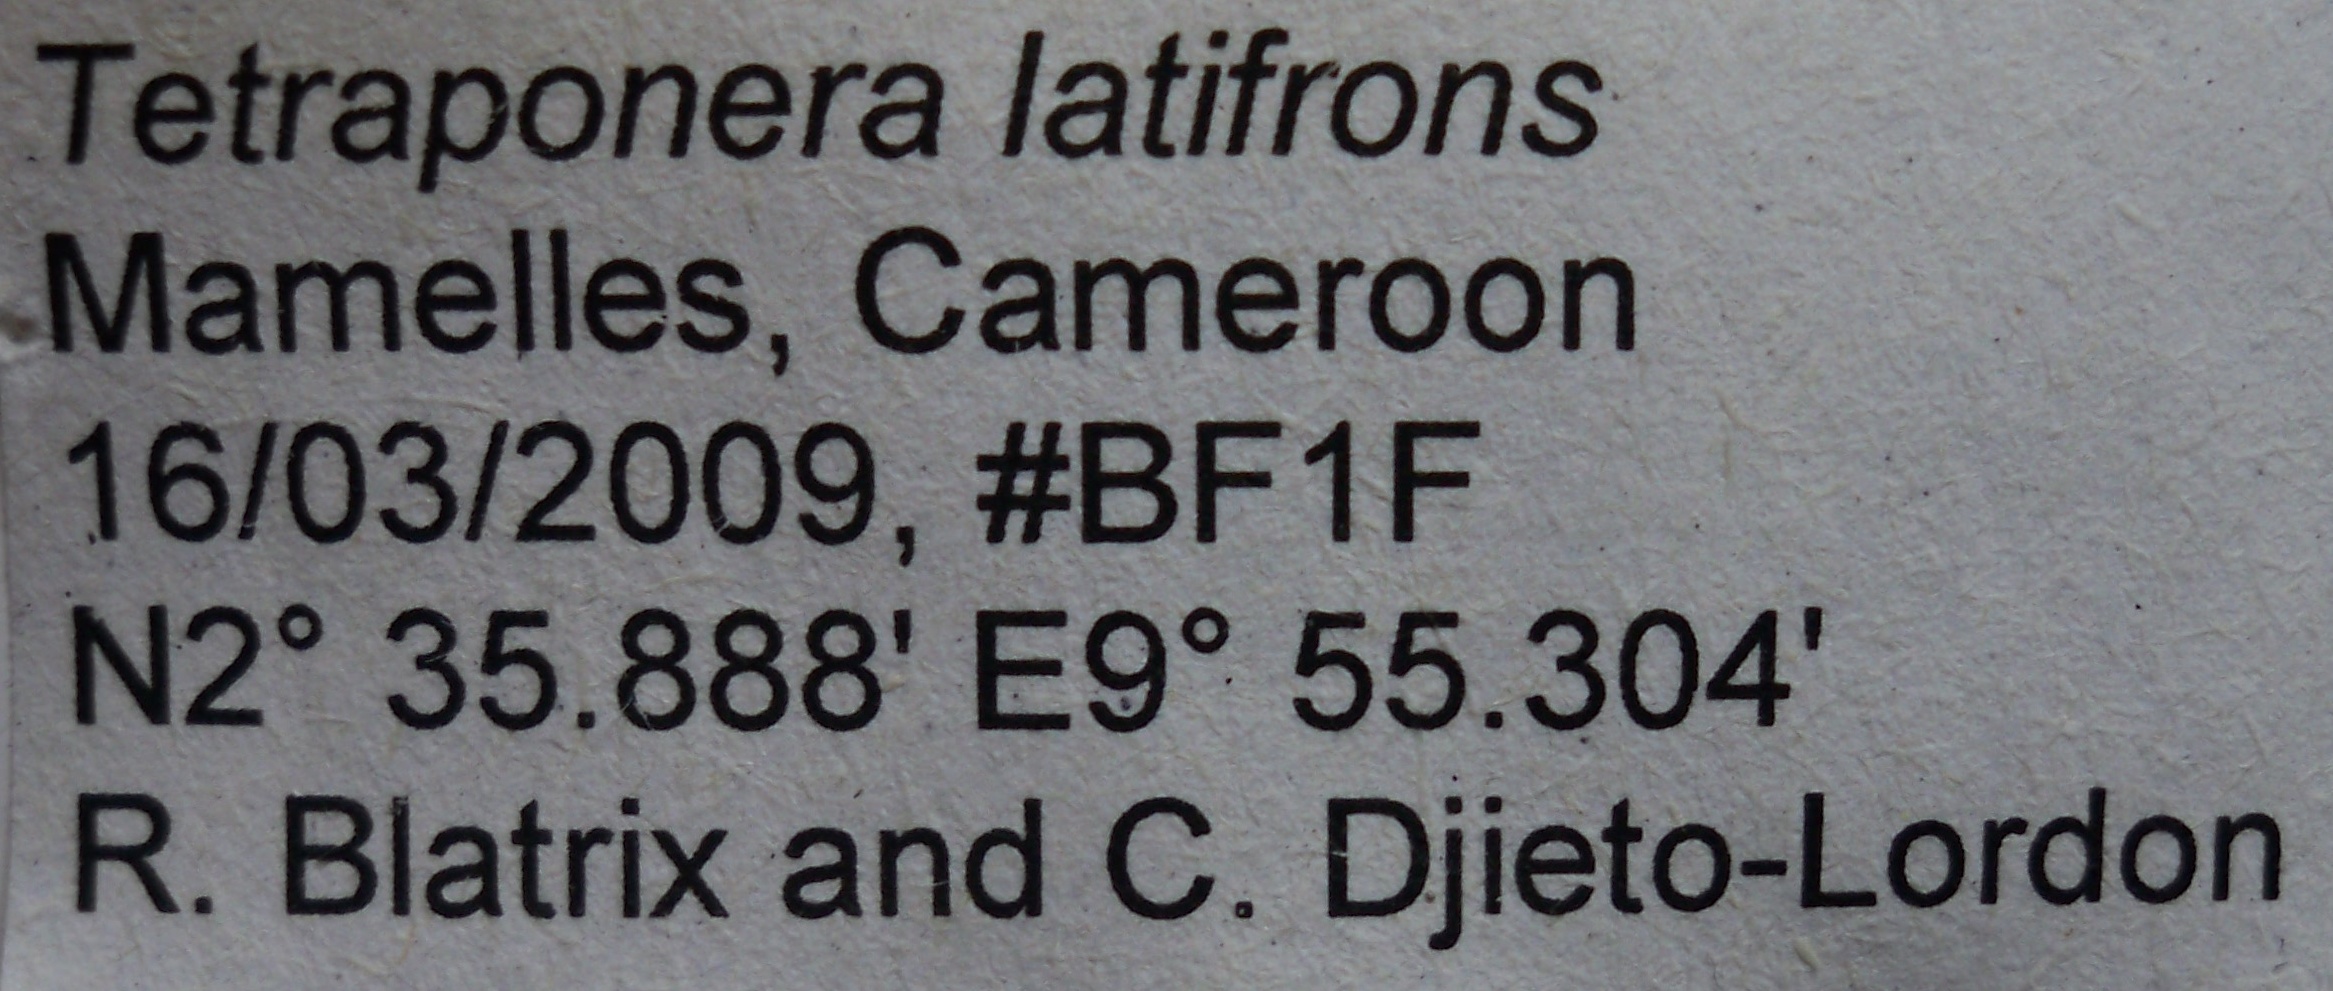 Tetraponera latifrons
Mamelles, Cameroon
16/03/2009, #BF1F
N2° 35.888' E9° 55.304'
R. Blatrix and C. Djieto-Lordon